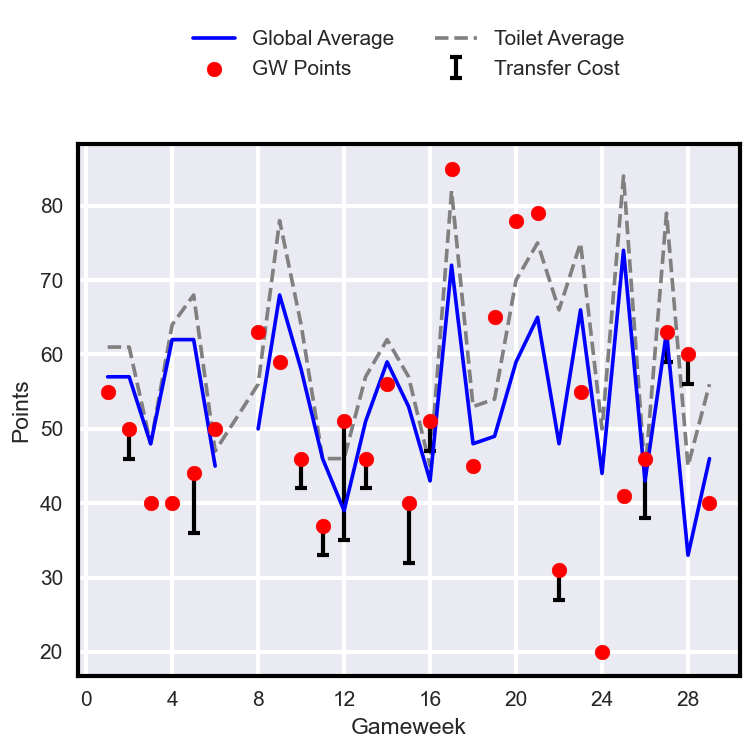 Global Average
Toilet Average
GW Points
Transfer Cost
80
70
60
50
40
30
20
Points
0 4 8 12 16 20 24 28
Gameweek